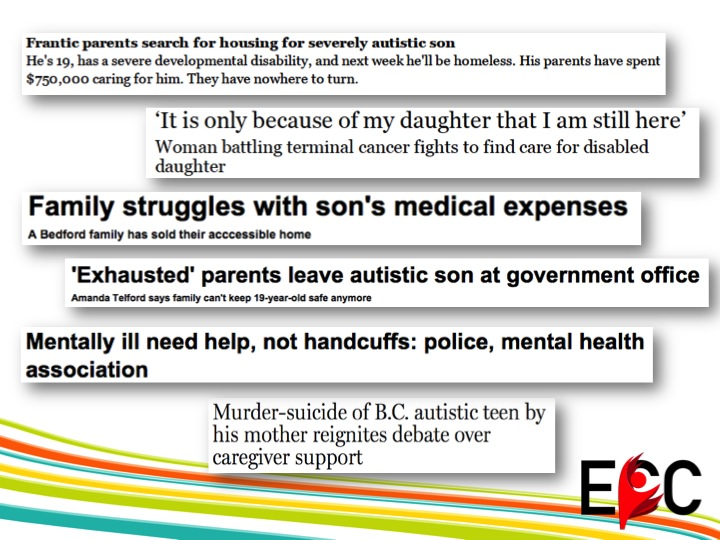 Frantic parents search for housing for severely autistic son
He's 19, has a severe developmental disability, and next week he'll be homeless. His parents have spent
$750,000 caring for him. They have nowhere to turn.
‘It is only because of my daughter that I am still here’
Woman battling terminal cancer fights to find care for disabled
daughter
Family struggles with son's medical expenses
A Bedford family has sold their acccessible home
'Exhausted' parents leave autistic son at government office
Amanda Telford says family can't keep 19-year-old safe anymore
Mentally ill need help, not handcuffs: police, mental health
association
Murder-suicide of B.C. autistic teen by
his mother reignites debate over
caregiver support
ECC